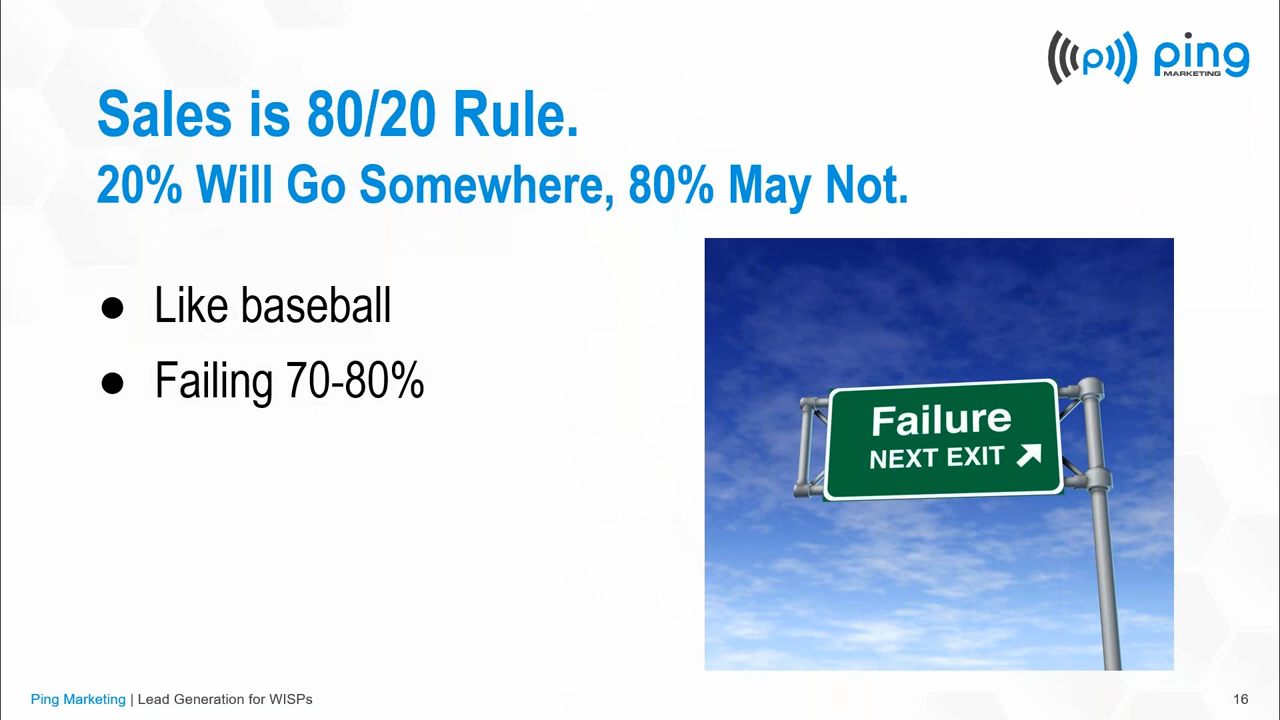 (((p))) ping
MARKETING
Sales is 80/20 Rule.
20% Will Go Somewhere, 80% May Not.
● Like baseball
● Failing 70-80%
Failure
NEXT EXIT
Ping Marketing | Lead Generation for WISPs
16